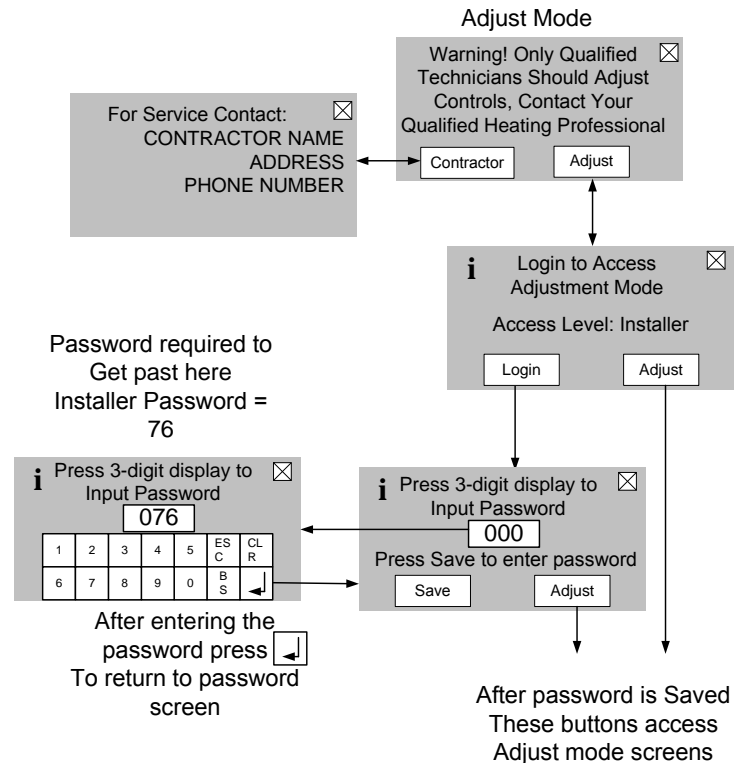 Adjust Mode
Warning! Only Qualified
Technicians Should Adjust
Controls, Contact Your
Qualified Heating Professional
Contractor
Adjust
For Service Contact:
CONTRACTOR NAME
ADDRESS
PHONE NUMBER
i
Login to Access
Adjustment Mode
Access Level: Installer
Login
Adjust
Password required to
Get past here
Installer Password =
76
i
Press 3-digit display to
Input Password
076
1 2 3 4 5 ES
C CL
R
6 7 8 9 0 B
S
After entering the
password press
To return to password
screen
i
Press 3-digit display to
Input Password
000
Press Save to enter password
Save
Adjust
After password is Saved
These buttons access
Adjust mode screens